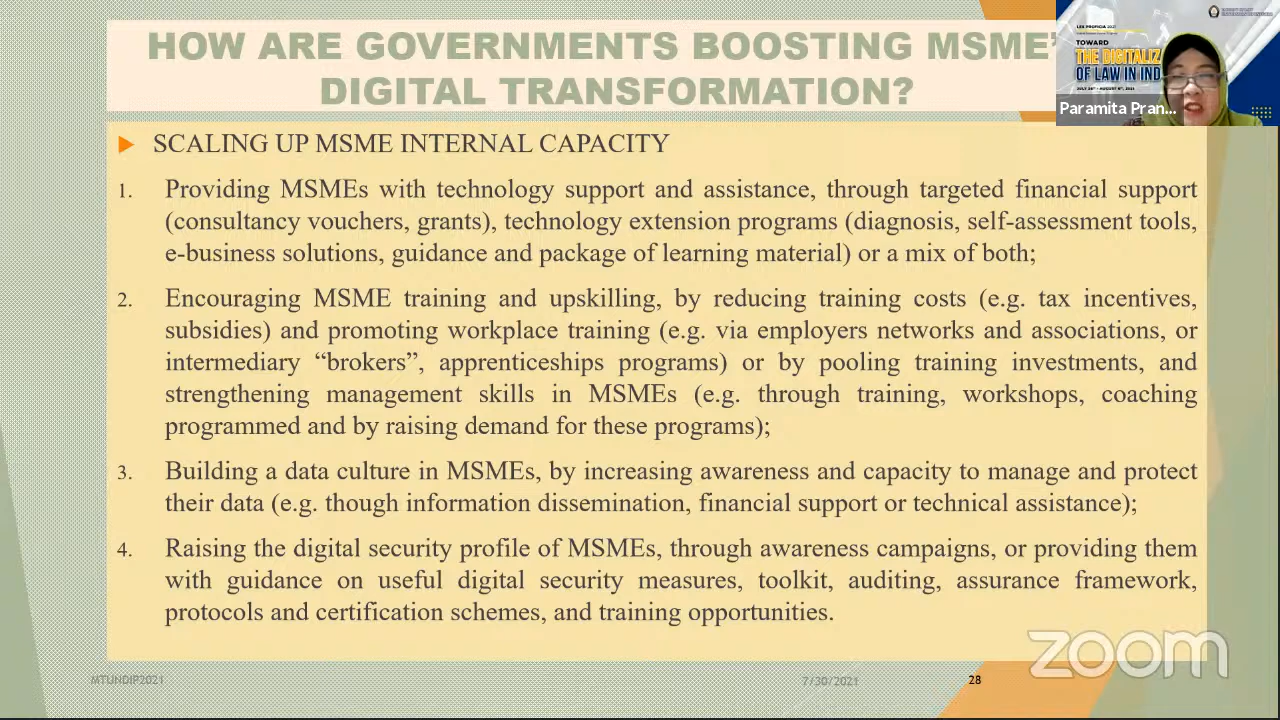 HOW ARE GOVERNMENTS BOOSTING MSME'
DIGITAL TRANSFORMATION?
LEX PROFICIA 2021
TOWARD
THE DIGITALIZ
OF LAW IN IND
JULY 26TH - AUGUST 6TH, 2021
Paramita Pran...
SCALING UP MSME INTERNAL CAPACITY
1. Providing MSMEs with technology support and assistance, through targeted financial support
(consultancy vouchers, grants), technology extension programs (diagnosis, self-assessment tools,
e-business solutions, guidance and package of learning material) or a mix of both;
2. Encouraging MSME training and upskilling, by reducing training costs (e.g. tax incentives,
subsidies) and promoting workplace training (e.g. via employers networks and associations, or
intermediary “brokers”, apprenticeships programs) or by pooling training investments, and
strengthening management skills in MSMEs (e.g. through training, workshops, coaching
programmed and by raising demand for these programs);
3. Building a data culture in MSMEs, by increasing awareness and capacity to manage and protect
their data (e.g. though information dissemination, financial support or technical assistance);
4. Raising the digital security profile of MSMEs, through awareness campaigns, or providing them
with guidance on useful digital security measures, toolkit, auditing, assurance framework,
protocols and certification schemes, and training opportunities.
zoom
MTUNDIP2021
7/30/2021
28